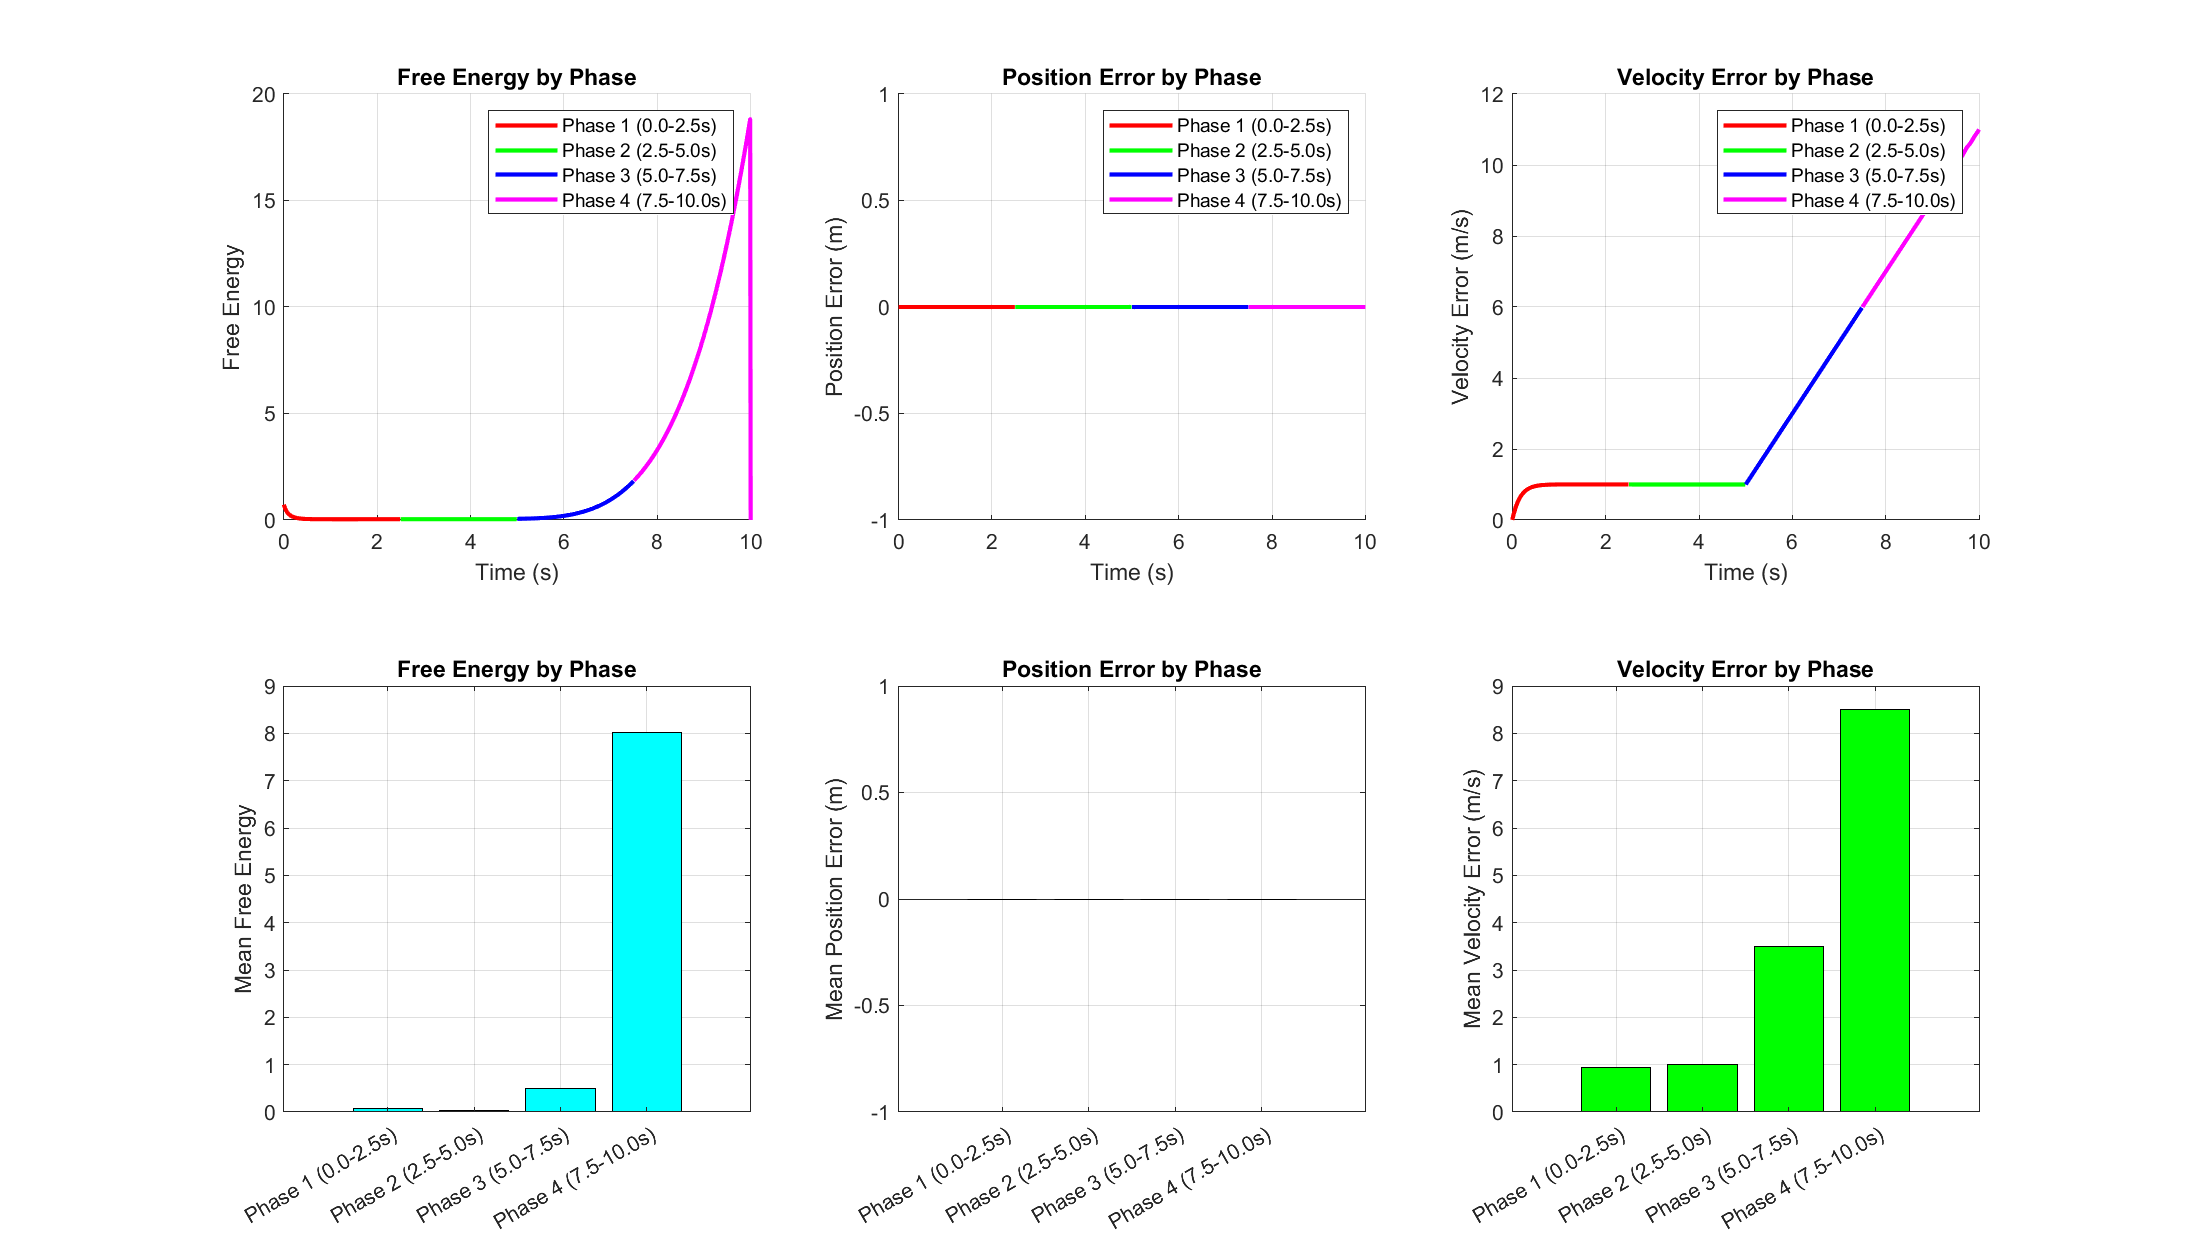 Free Energy by Phase
20
15
10
5
0
Free Energy
0 2 4 6 8 10
Time (s)
Phase 1 (0.0-2.5s)
Phase 2 (2.5-5.0s)
Phase 3 (5.0-7.5s)
Phase 4 (7.5-10.0s)
Position Error by Phase
1
0.5
0
-0.5
-1
Position Error (m)
0 2 4 6 8 10
Time (s)
Phase 1 (0.0-2.5s)
Phase 2 (2.5-5.0s)
Phase 3 (5.0-7.5s)
Phase 4 (7.5-10.0s)
Velocity Error by Phase
12
10
8
6
4
2
0
Velocity Error (m/s)
0 2 4 6 8 10
Time (s)
Phase 1 (0.0-2.5s)
Phase 2 (2.5-5.0s)
Phase 3 (5.0-7.5s)
Phase 4 (7.5-10.0s)
Free Energy by Phase
9
8
7
6
5
4
3
2
1
0
Mean Free Energy
Phase 1 (0.0-2.5s)
Phase 2 (2.5-5.0s)
Phase 3 (5.0-7.5s)
Phase 4 (7.5-10.0s)
Position Error by Phase
1
0.5
0
-0.5
-1
Mean Position Error (m)
Phase 1 (0.0-2.5s)
Phase 2 (2.5-5.0s)
Phase 3 (5.0-7.5s)
Phase 4 (7.5-10.0s)
Velocity Error by Phase
9
8
7
6
5
4
3
2
1
0
Mean Velocity Error (m/s)
Phase 1 (0.0-2.5s)
Phase 2 (2.5-5.0s)
Phase 3 (5.0-7.5s)
Phase 4 (7.5-10.0s)